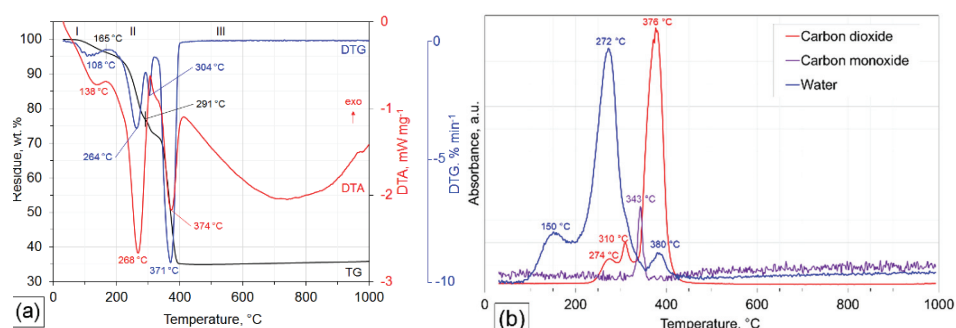 I
II
III
0
0
165 °C
100
DTG
108 °C
304 °C
90
138 °C
291 °C
exo
80
-1
70
264 °C
-5
60
DTA
-2
50
374 °C
40
268 °C
371 °C
TG
30
-3
-10
0
200
400
600
800
1000
Temperature, °C
Residue, wt. %
DTA, mW mg-1
DTG. % min-1
(a)
376 °C
272 °C
Carbon dioxide
Carbon monoxide
Water
343 °C
150 °C
310 °C
274 °C
380 °C
0
200
400
600
800
1000
Temperature, °C
Absorbance, a.u.
(b)